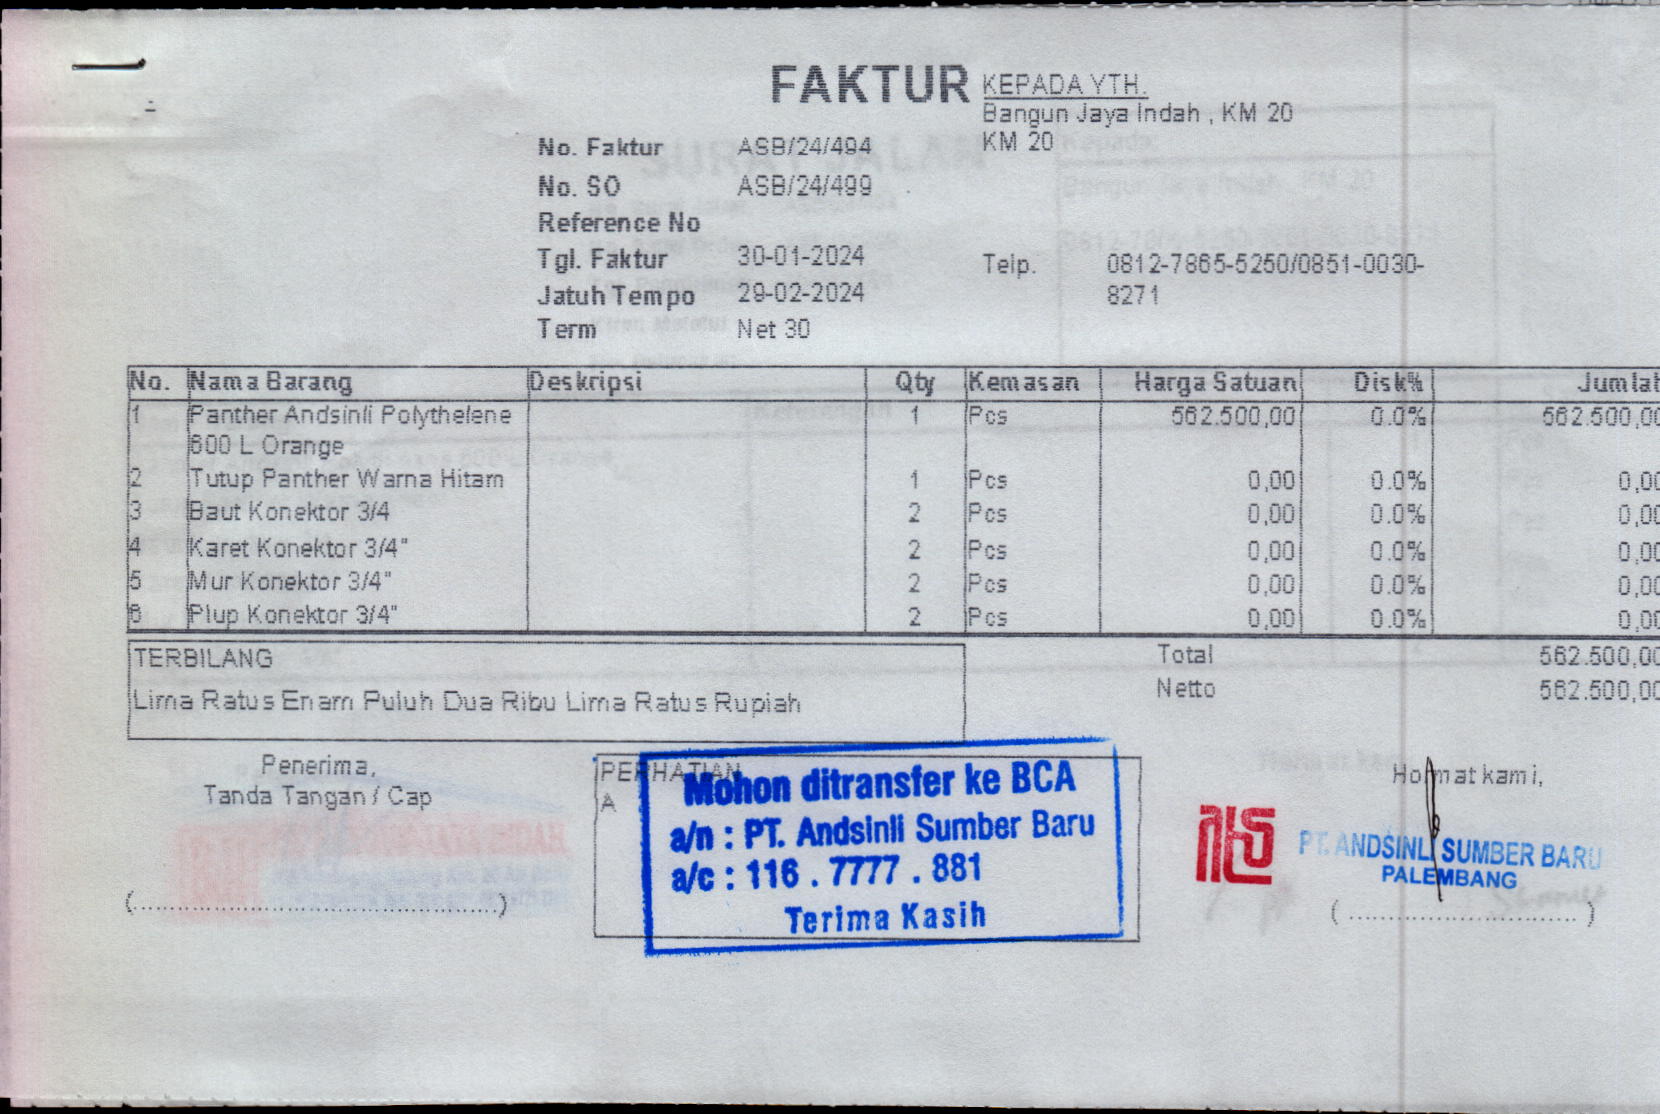 FAKTUR
KEPADA YTH.
Bangun Jaya Indah , KM 20
KM 20
No. Faktur ASB/24/494
No. SO ASB/24/499
Reference No
Tgl. Faktur 30-01-2024
Telp. 0812-7865-5250/0851-0030-
8271
Jatuh Tempo 29-02-2024
Term Net 30
No. Nama Barang Deskripsi Qty Kemasan Harga Satuan Disk% Jumlah
1 Panther Andsinli Polythelene 1 Pcs 562.500,00 0.0% 562.500,00
600 L Orange
2 Tutup Panther Warna Hitam 1 Pcs 0,00 0.0% 0,00
3 Baut Konektor 3/4 2 Pcs 0,00 0.0% 0,00
4 Karet Konektor 3/4" 2 Pcs 0,00 0.0% 0,00
5 Mur Konektor 3/4" 2 Pcs 0,00 0.0% 0,00
6 Plup Konektor 3/4" 2 Pcs 0,00 0.0% 0,00
TERBILANG
Lima Ratus Enam Puluh Dua Ribu Lima Ratus Rupiah
Total 562.500,00
Netto 562.500,00
Penerima,
Tanda Tangan / Cap
(........................................)
PERHATIAN
A
Mohon ditransfer ke BCA
a/n : PT. Andsinli Sumber Baru
a/c : 116 . 7777 . 881
Terima Kasih
Hormat kami,
PT. ANDSINLI SUMBER BARU
PALEMBANG
(..............................)